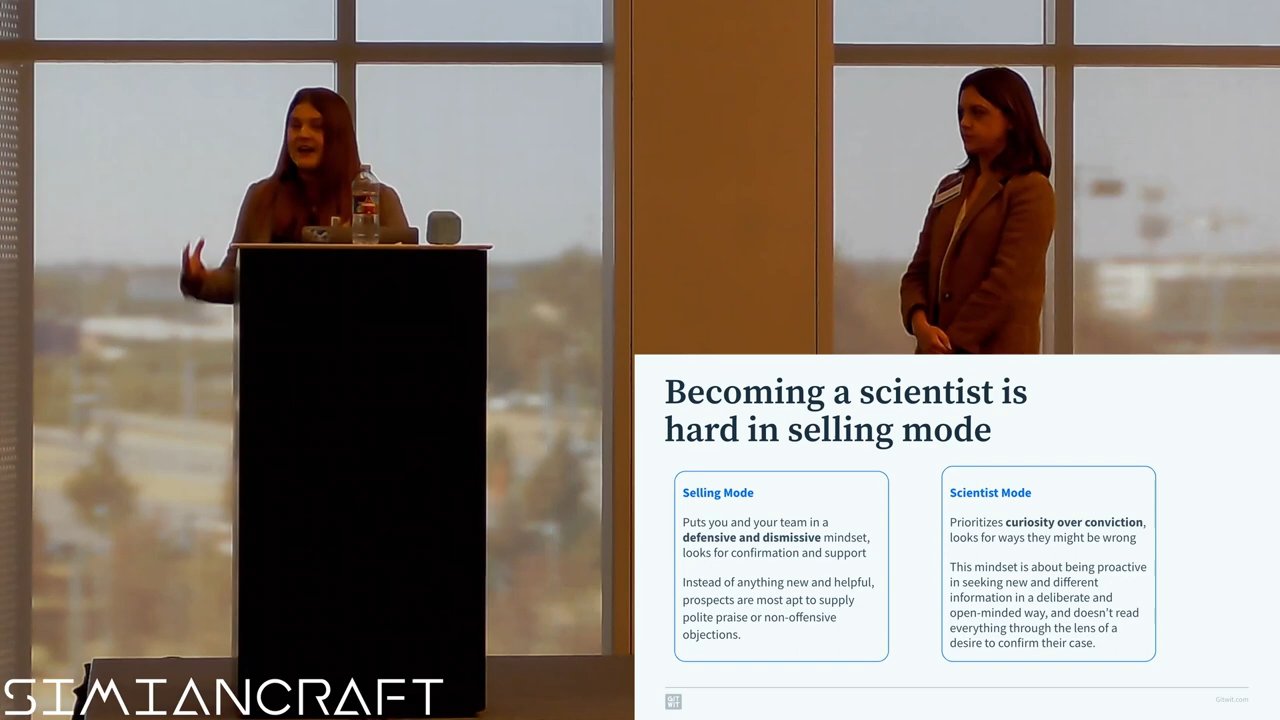 Becoming a scientist is
hard in selling mode
Selling Mode
Puts you and your team in a
defensive and dismissive mindset,
looks for confirmation and support
Instead of anything new and helpful,
prospects are most apt to supply
polite praise or non-offensive
objections.
Scientist Mode
Prioritizes curiosity over conviction,
looks for ways they might be wrong
This mindset is about being proactive
in seeking new and different
information in a deliberate and
open-minded way, and doesn't read
everything through the lens of a
desire to confirm their case.
GIT
WIT
Gitwit.com
SIMIANCRAFT